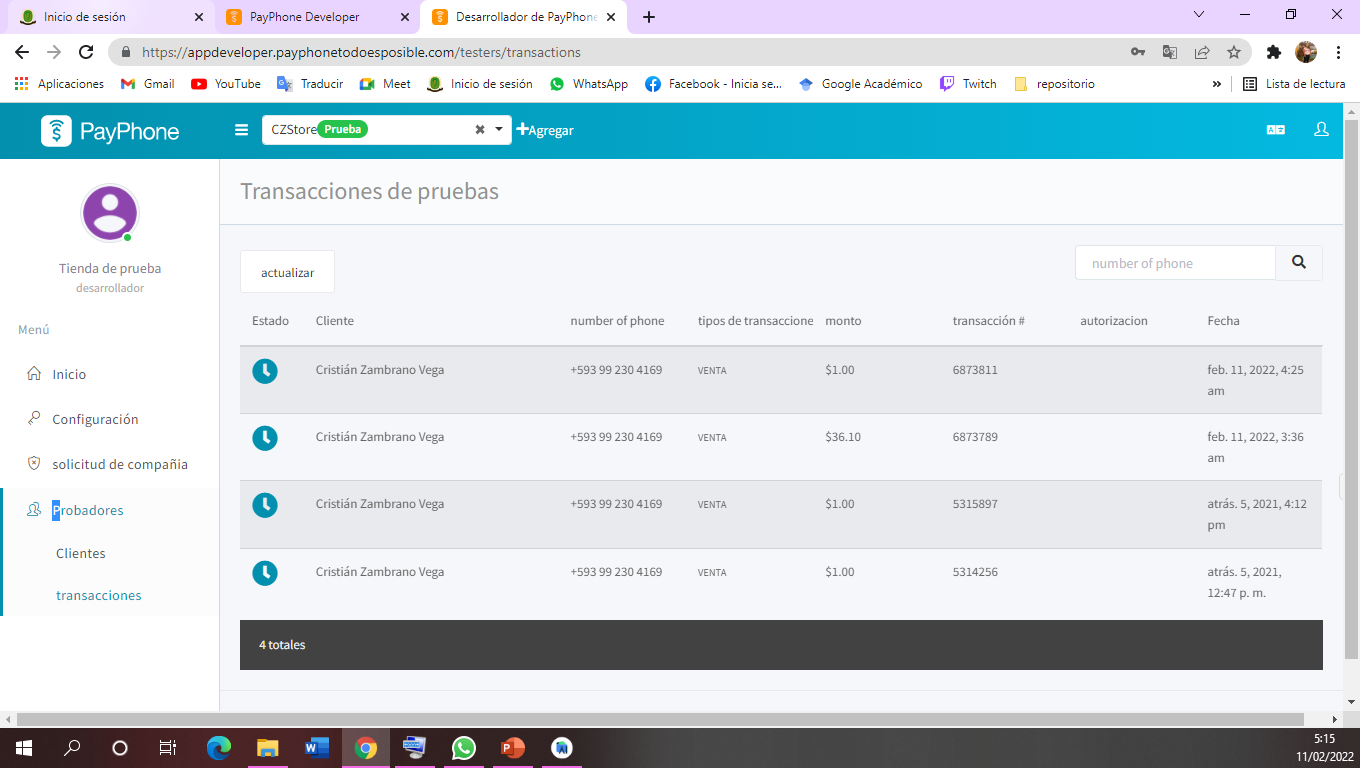 Inicio de sesión
PayPhone Developer
Desarrollador de PayPhone
https://appdeveloper.payphonetodoesposible.com/testers/transactions
Aplicaciones
Gmail
YouTube
Traducir
Meet
Inicio de sesión
WhatsApp
Facebook - Inicia se...
Google Académico
Twitch
repositorio
»
Lista de lectura
PayPhone
CZStore Prueba
Agregar
Tienda de prueba
desarrollador
Menú
Inicio
Configuración
solicitud de compañia
Probadores
Clientes
transacciones
Transacciones de pruebas
actualizar
number of phone
Estado Cliente number of phone tipos de transaccione monto transacción # autorizacion Fecha
Cristián Zambrano Vega +593 99 230 4169 VENTA $1.00 6873811 feb. 11, 2022, 4:25
am
Cristián Zambrano Vega +593 99 230 4169 VENTA $36.10 6873789 feb. 11, 2022, 3:36
am
Cristián Zambrano Vega +593 99 230 4169 VENTA $1.00 5315897 atrás. 5, 2021, 4:12
pm
Cristián Zambrano Vega +593 99 230 4169 VENTA $1.00 5314256 atrás. 5, 2021,
12:47 p. m.
4 totales
5:15
11/02/2022